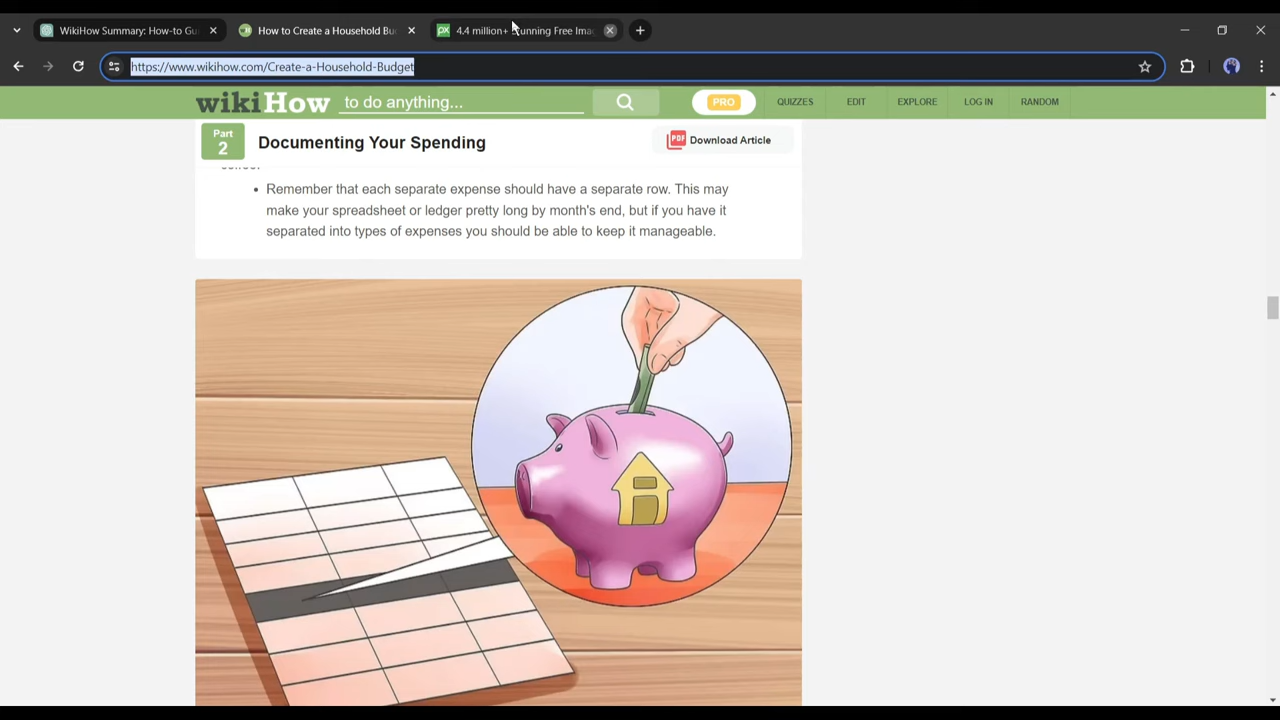 WikiHow Summary: How-to Gu
How to Create a Household Bu
4.4 million+ Stunning Free Imag
https://www.wikihow.com/Create-a-Household-Budget
wikiHow
to do anything...
PRO
QUIZZES
EDIT
EXPLORE
LOG IN
RANDOM
Part
2
Documenting Your Spending
PDF
Download Article
Remember that each separate expense should have a separate row. This may
make your spreadsheet or ledger pretty long by month's end, but if you have it
separated into types of expenses you should be able to keep it manageable.